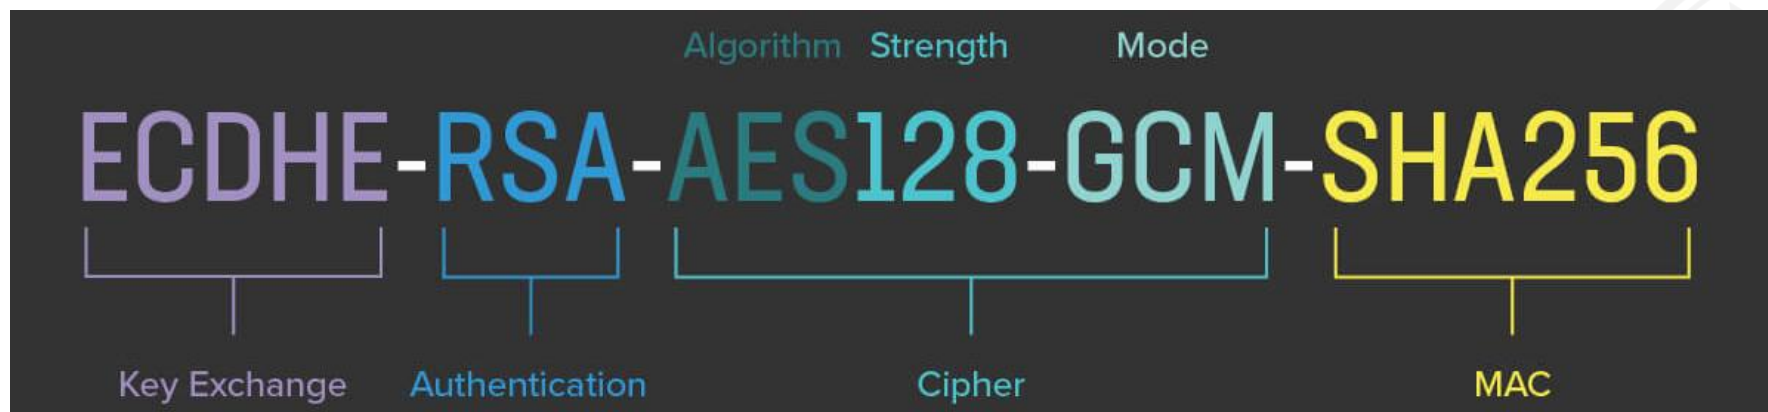 Algorithm Strength Mode
ECDHE-RSA-AES128-GCM-SHA256
Key Exchange Authentication Cipher MAC